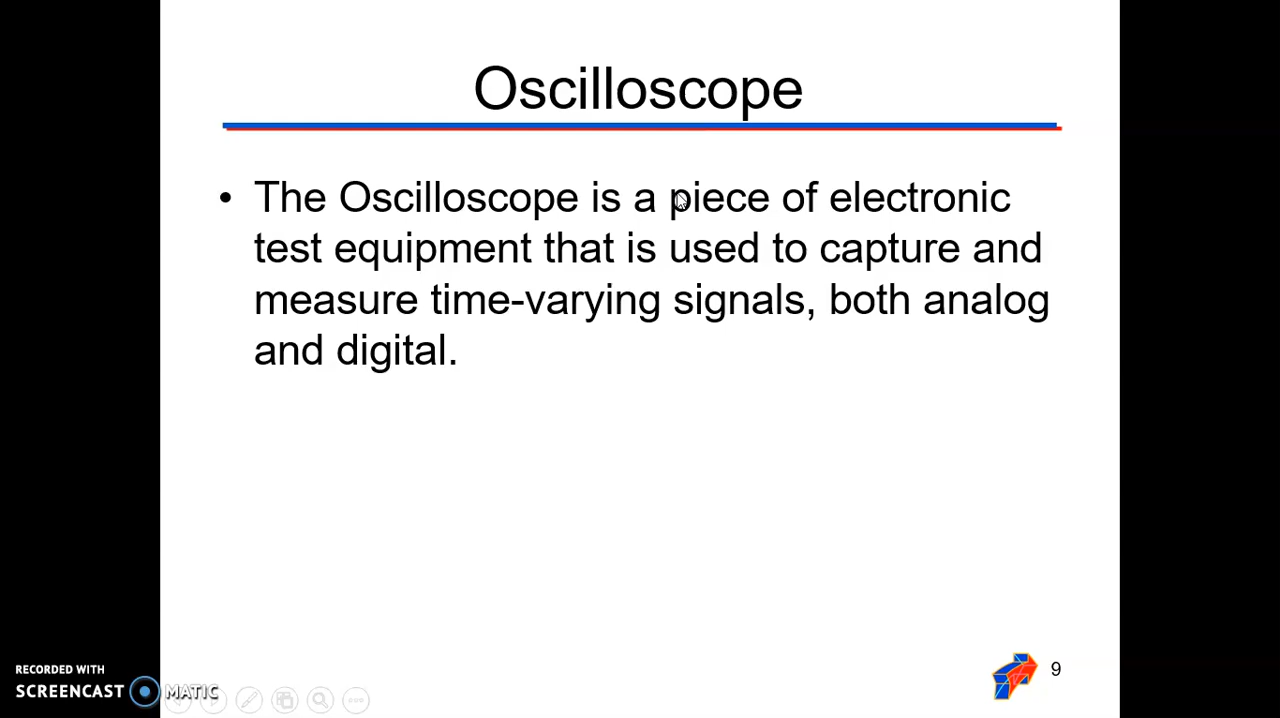 Oscilloscope
• The Oscilloscope is a piece of electronic
test equipment that is used to capture and
measure time-varying signals, both analog
and digital.
RECORDED WITH
SCREENCAST MATIC
9